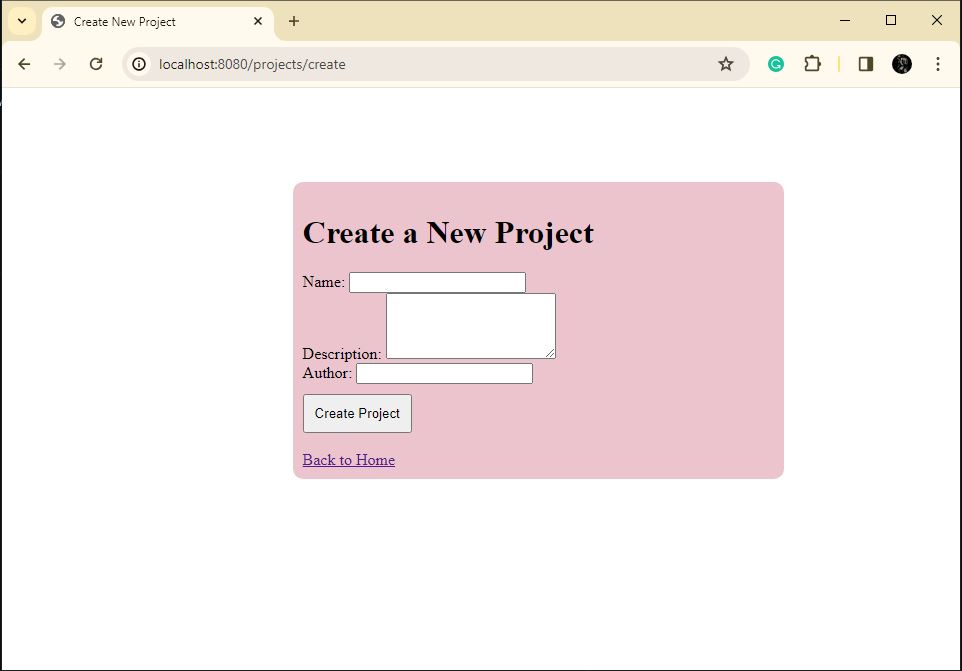 Create New Project
localhost:8080/projects/create
Create a New Project
Name:
Description:
Author:
Create Project
Back to Home